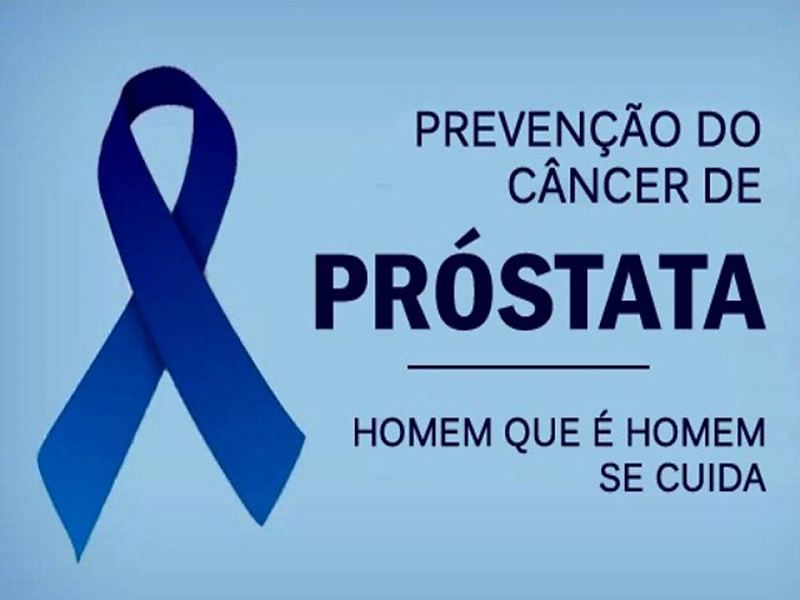 PREVENÇÃO DO
CÂNCER DE
PRÓSTATA
HOMEM QUE É HOMEM
SE CUIDA